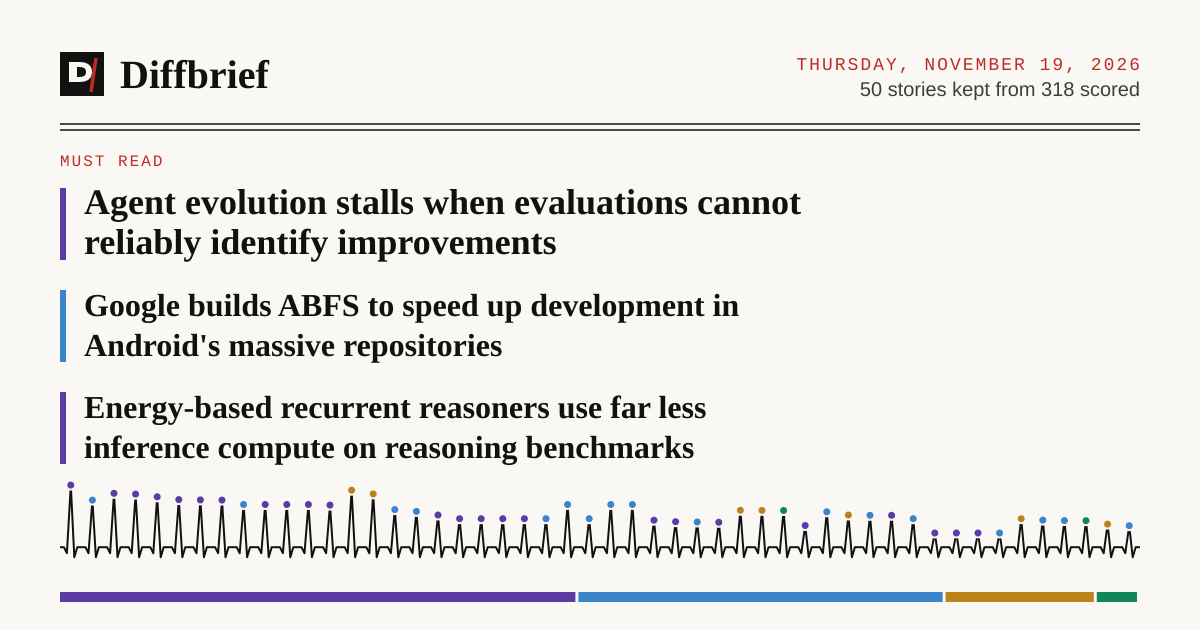 D
Diffbrief
THURSDAY, NOVEMBER 19, 2026
50 stories kept from 318 scored
MUST READ
Agent evolution stalls when evaluations cannot
reliably identify improvements
Google builds ABFS to speed up development in
Android's massive repositories
Energy-based recurrent reasoners use far less
inference compute on reasoning benchmarks